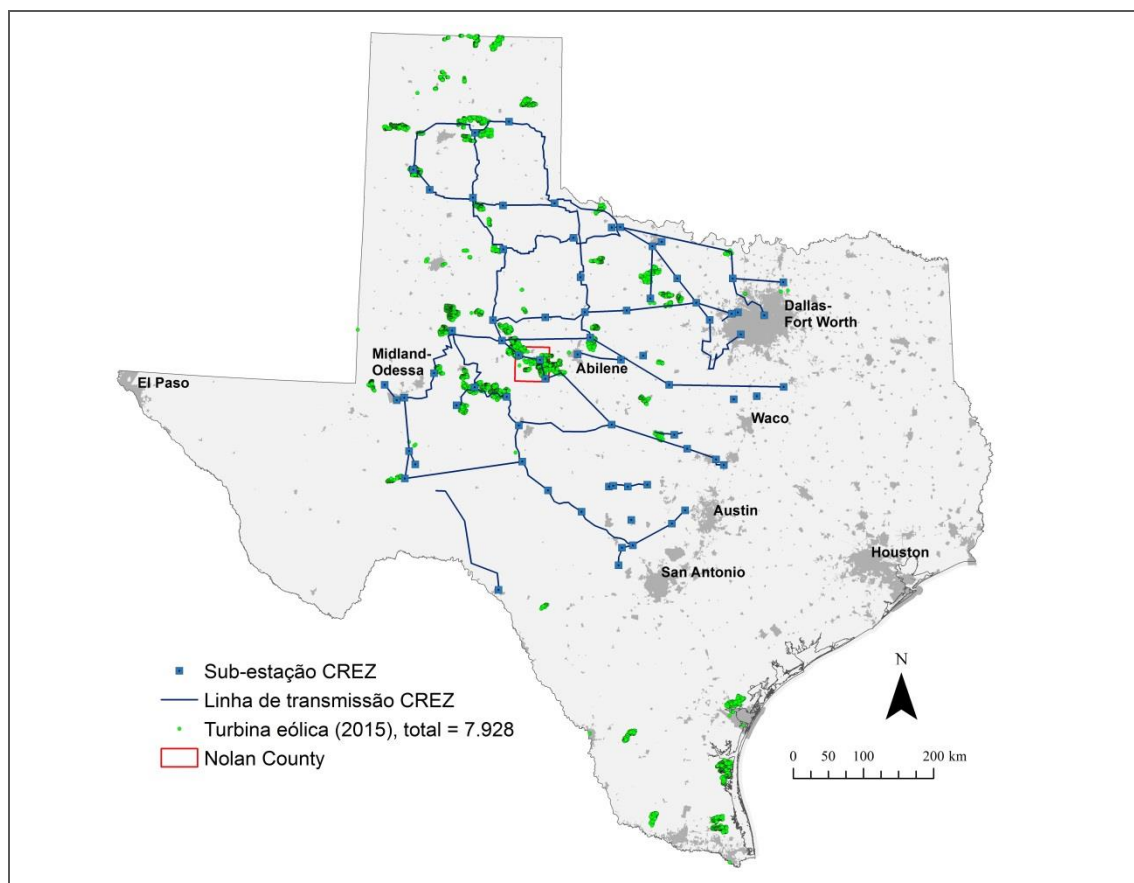 Dallas-
Fort Worth
Midland-
Odessa
Abilene
El Paso
Waco
Austin
Houston
San Antonio
N
Sub-estação CREZ
Linha de transmissão CREZ
Turbina eólica (2015), total = 7.928
Nolan County
0 50 100 200 km